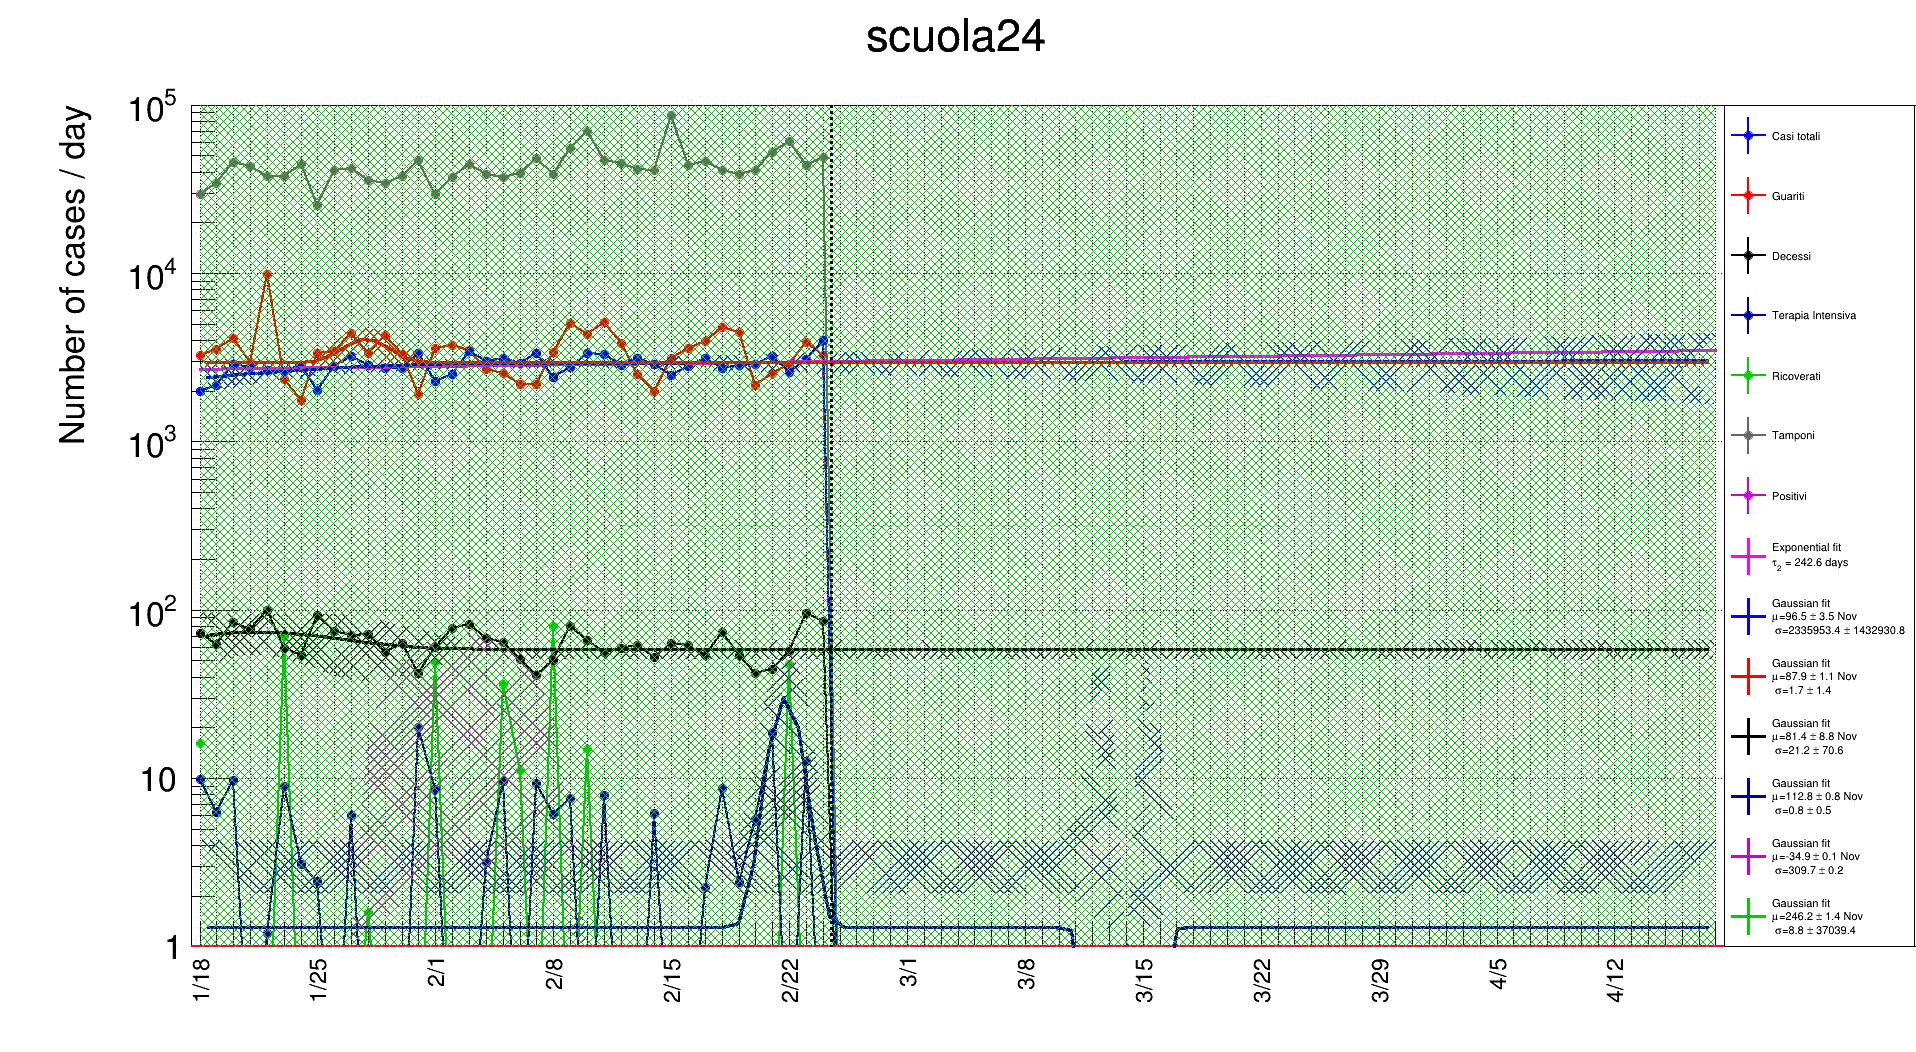 scuola24
Number of cases / day
10^5
10^4
10^3
10^2
10
1
1/18
1/25
2/1
2/8
2/15
2/22
3/1
3/8
3/15
3/22
3/29
4/5
4/12
Casi totali
Guariti
Decessi
Terapia Intensiva
Ricoverati
Tamponi
Positivi
Exponential fit
τ_2 = 242.6 days
Gaussian fit
μ=96.5 ± 3.5 Nov
σ=2335953.4 ± 1432930.8
Gaussian fit
μ=87.9 ± 1.1 Nov
σ=1.7 ± 1.4
Gaussian fit
μ=81.4 ± 8.8 Nov
σ=21.2 ± 70.6
Gaussian fit
μ=112.8 ± 0.8 Nov
σ=0.8 ± 0.5
Gaussian fit
μ=-34.9 ± 0.1 Nov
σ=309.7 ± 0.2
Gaussian fit
μ=246.2 ± 1.4 Nov
σ=8.8 ± 37039.4